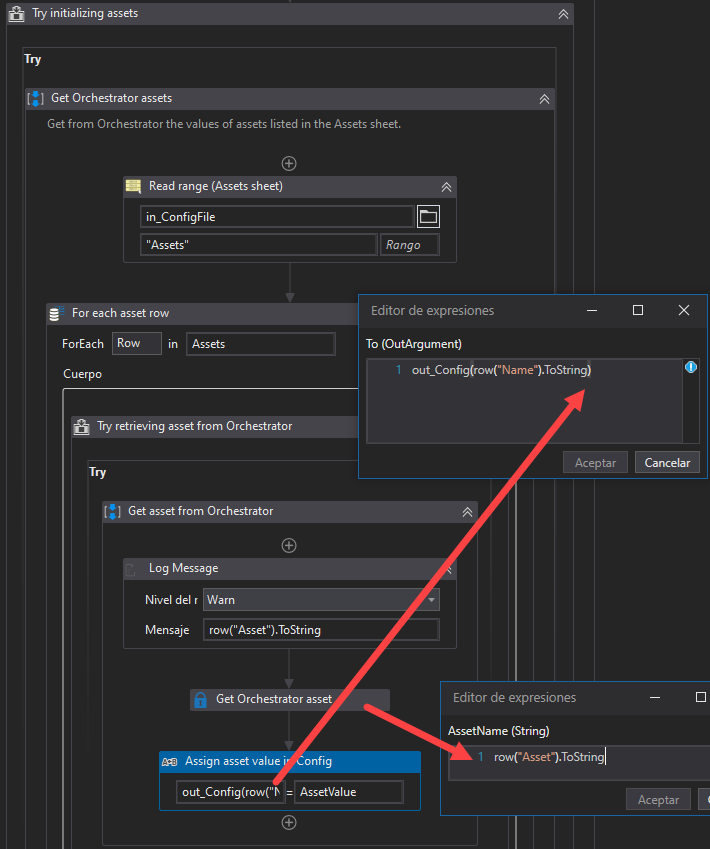 Try initializing assets
Try
Get Orchestrator assets
Get from Orchestrator the values of assets listed in the Assets sheet.
Read range (Assets sheet)
in_ConfigFile
"Assets"
Rango
For each asset row
ForEach
Row
in
Assets
Cuerpo
Editor de expresiones
To (OutArgument)
1 out_Config(row("Name").ToString)
Aceptar
Cancelar
Try retrieving asset from Orchestrator
Try
Get asset from Orchestrator
Log Message
Nivel del r
Warn
Mensaje
row("Asset").ToString
Get Orchestrator asset
Editor de expresiones
AssetName (String)
1 row("Asset").ToString
Aceptar
Assign asset value in Config
out_Config(row("N
=
AssetValue